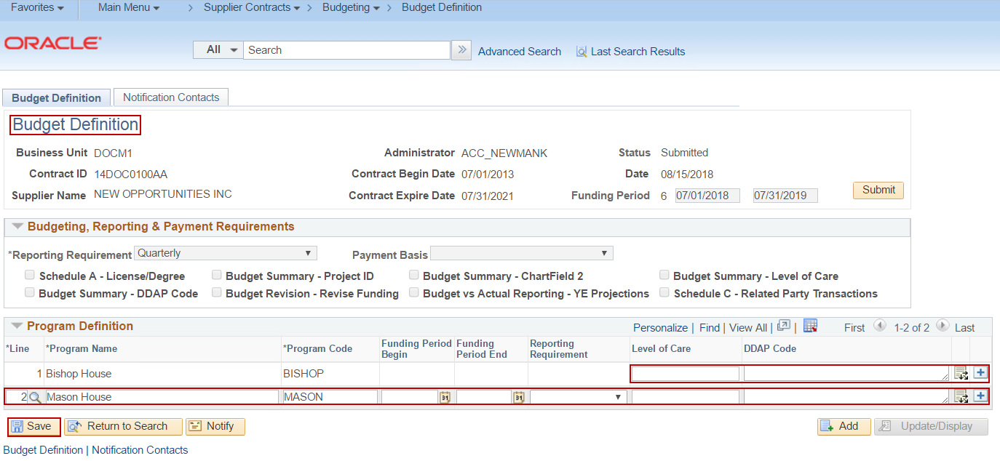 Favorites Main Menu > Supplier Contracts > Budgeting > Budget Definition
ORACLE
All Search » Advanced Search Last Search Results
Budget Definition Notification Contacts
Budget Definition
Business Unit DOCM1 Administrator ACC_NEWMANK Status Submitted
Contract ID 14DOC0100AA Contract Begin Date 07/01/2013 Date 08/15/2018
Supplier Name NEW OPPORTUNITIES INC Contract Expire Date 07/31/2021 Funding Period 6 07/01/2018 07/31/2019 Submit
Budgeting, Reporting & Payment Requirements
*Reporting Requirement Quarterly Payment Basis
Schedule A - License/Degree Budget Summary - Project ID Budget Summary - ChartField 2 Budget Summary - Level of Care
Budget Summary - DDAP Code Budget Revision - Revise Funding Budget vs Actual Reporting - YE Projections Schedule C - Related Party Transactions
Program Definition Personalize | Find | View All | | First 1-2 of 2 Last
*Line *Program Name *Program Code Funding Period Begin Funding Period End Reporting Requirement Level of Care DDAP Code
1 Bishop House BISHOP
2 Mason House MASON 31 31
Save Return to Search Notify Add Update/Display
Budget Definition | Notification Contacts